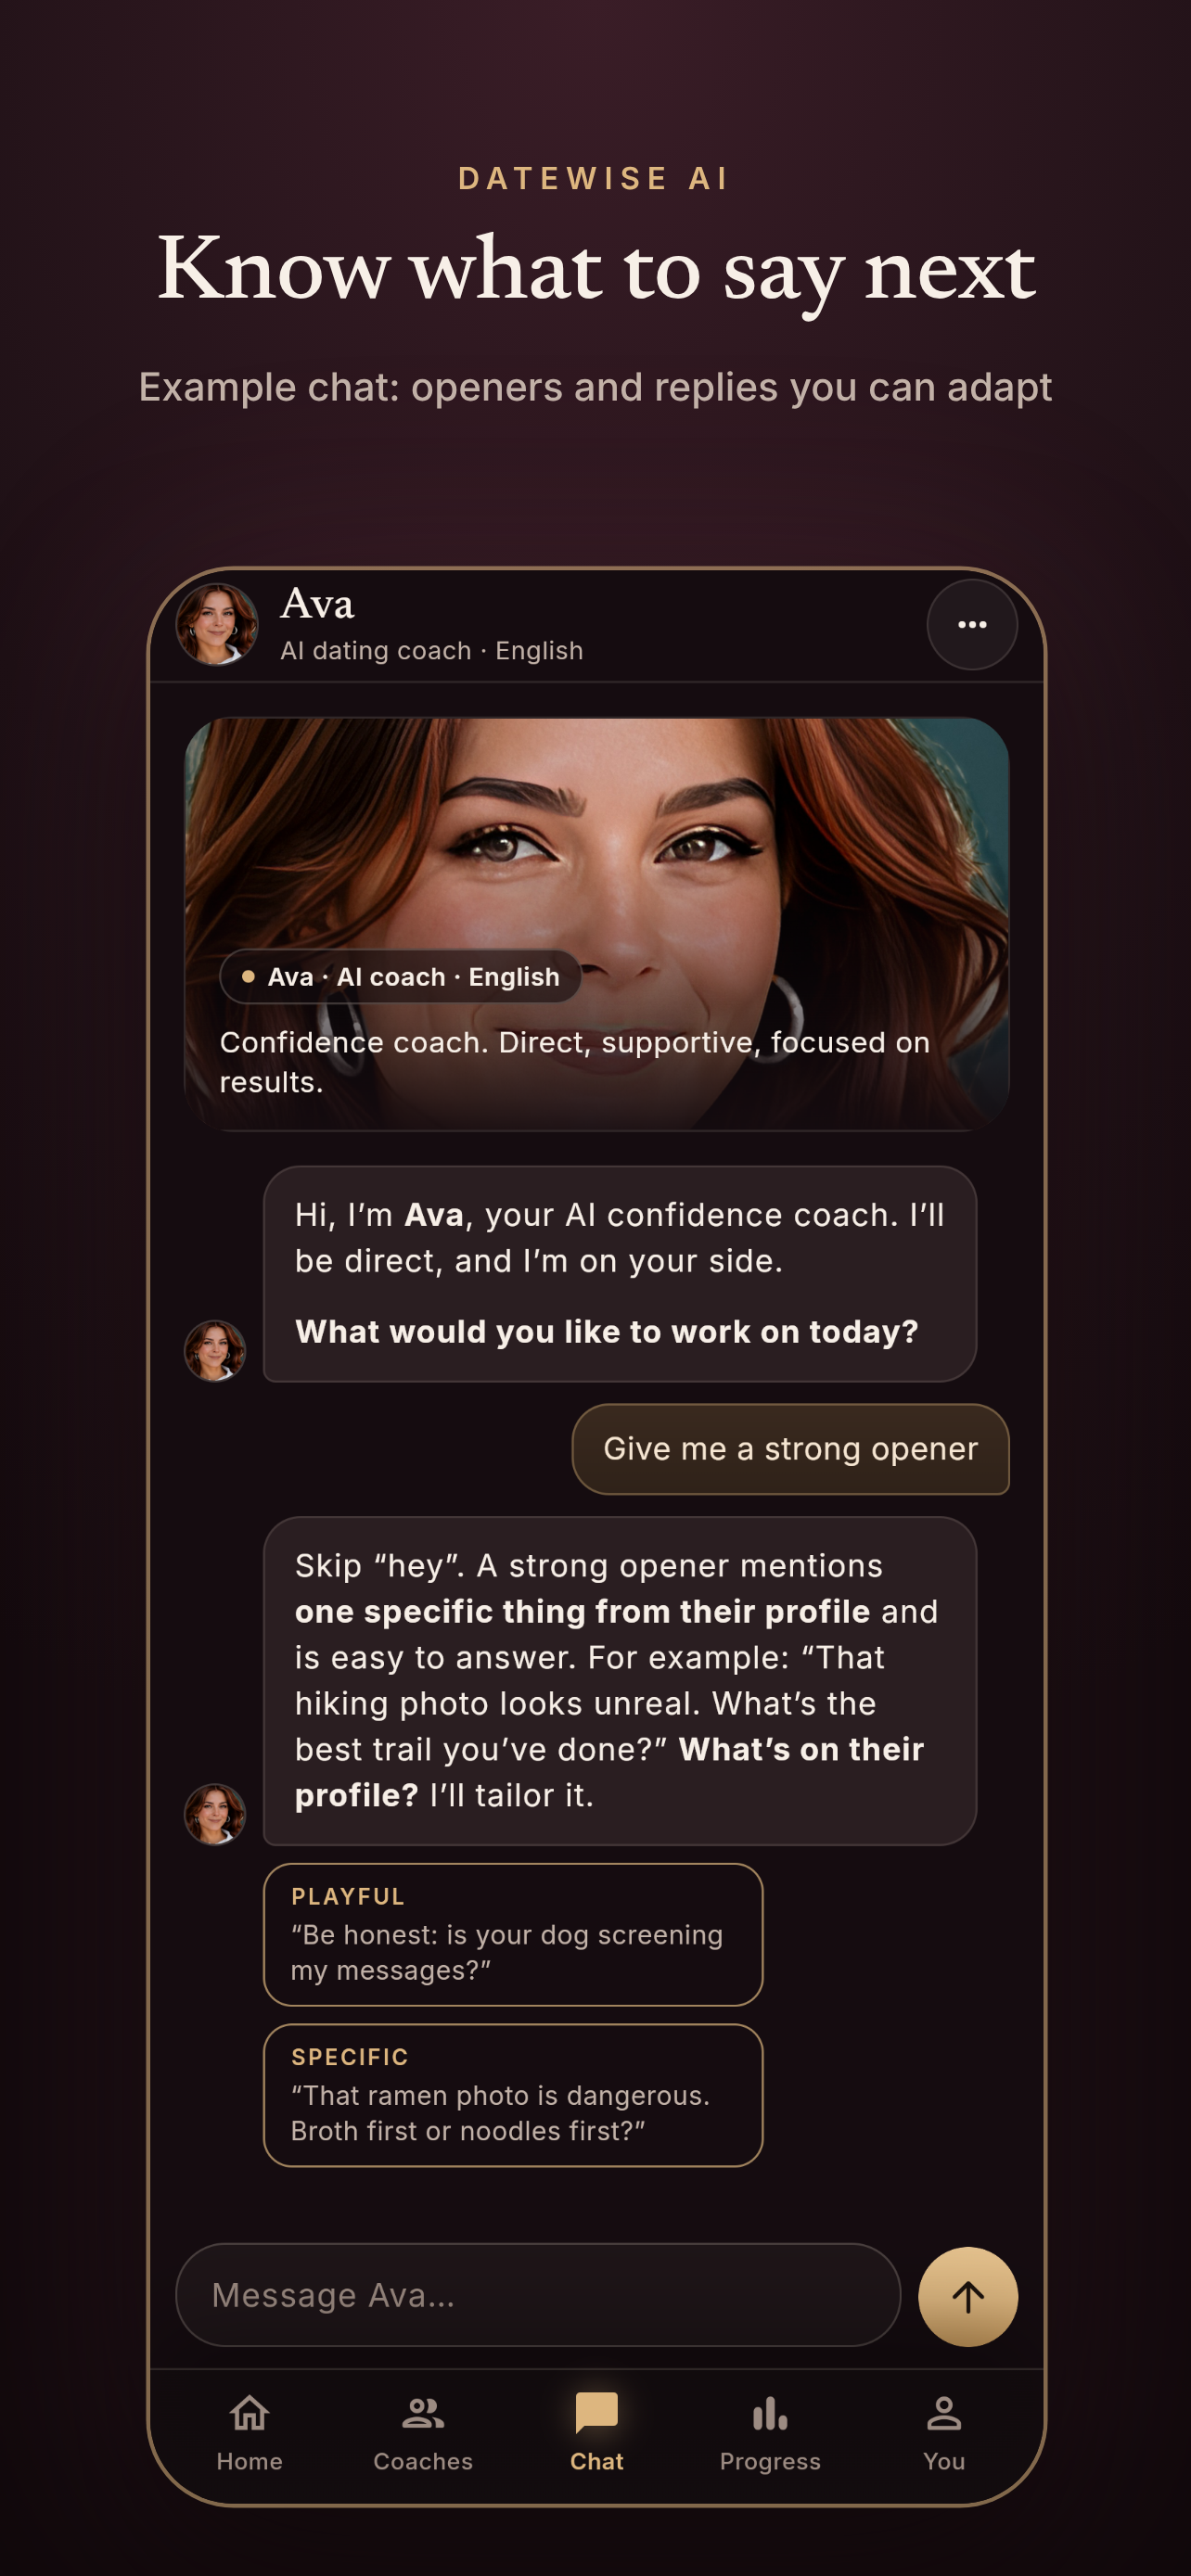 DATEWISE AI
Know what to say next
Example chat: openers and replies you can adapt
Ava
AI dating coach · English
Ava · AI coach · English
Confidence coach. Direct, supportive, focused on
results.
Hi, I’m Ava, your AI confidence coach. I’ll
be direct, and I’m on your side.
What would you like to work on today?
Give me a strong opener
Skip “hey”. A strong opener mentions
one specific thing from their profile and
is easy to answer. For example: “That
hiking photo looks unreal. What’s the
best trail you’ve done?” What’s on their
profile? I’ll tailor it.
PLAYFUL
“Be honest: is your dog screening
my messages?”
SPECIFIC
“That ramen photo is dangerous.
Broth first or noodles first?”
Message Ava...
Home
Coaches
Chat
Progress
You